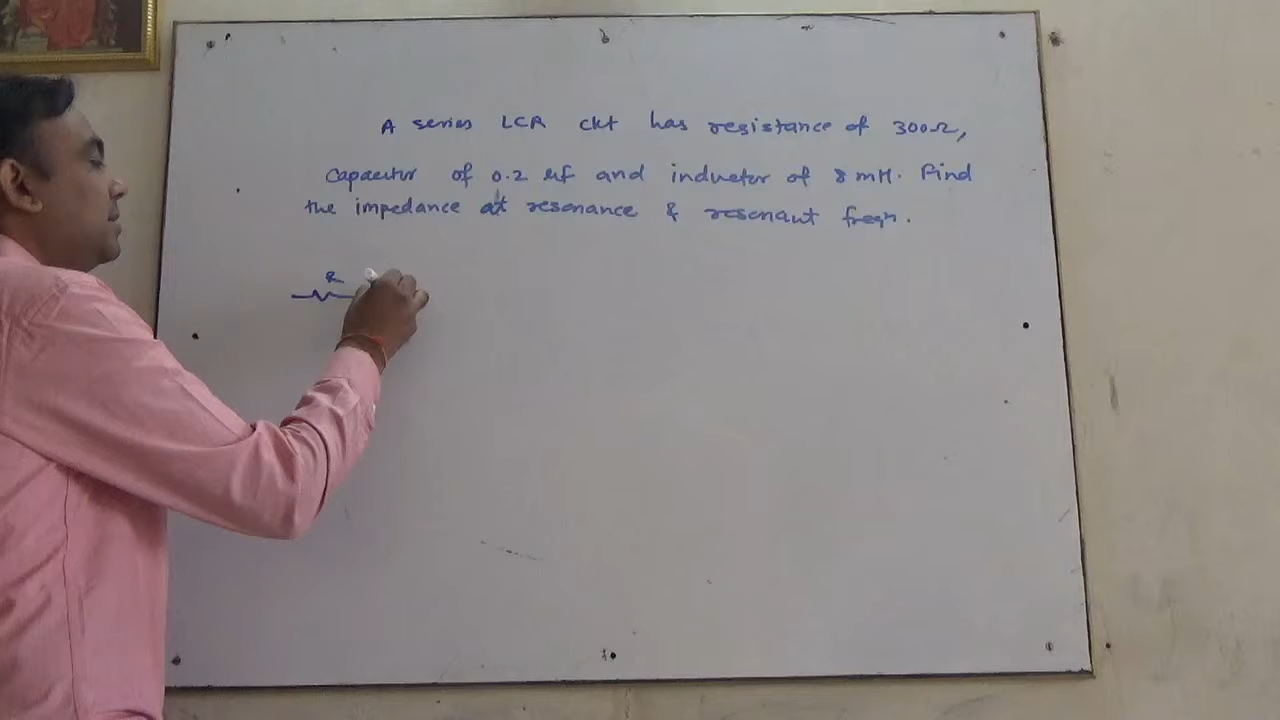 A series LCR ckt has resistance of 300Ω,
capacitor of 0.2 μf and inductor of 8 mH. Find
the impedance at resonance & resonant freqn.
R